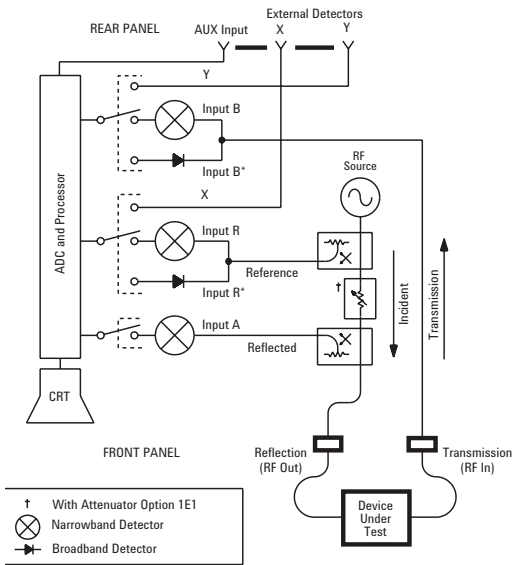 External Detectors
REAR PANEL
AUX Input
X
Y
Y
Input B
Input B*
RF
Source
X
ADC and Processor
Input R
Reference
Input R*
†
Incident
Transmission
Input A
Reflected
CRT
FRONT PANEL
Reflection
(RF Out)
Transmission
(RF In)
Device
Under
Test
† With Attenuator Option 1E1
Narrowband Detector
Broadband Detector